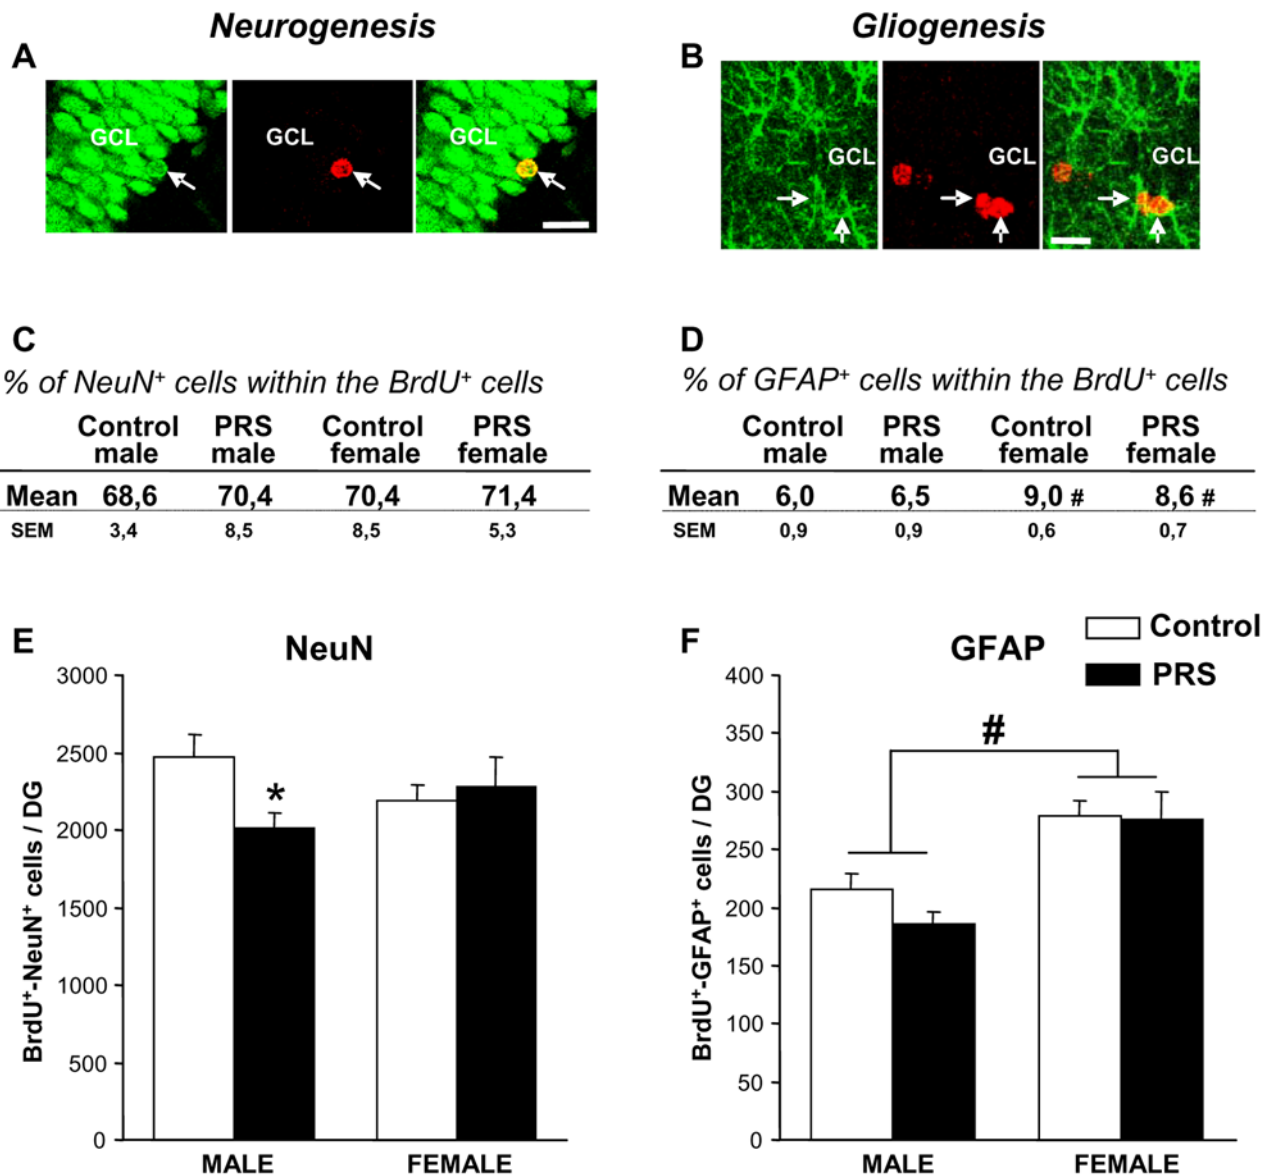 Neurogenesis
Gliogenesis
A
GCL
GCL
GCL
B
GCL
GCL
GCL
C
% of NeuN⁺ cells within the BrdU⁺ cells
Control male
PRS male
Control female
PRS female
Mean 68,6 70,4 70,4 71,4
SEM 3,4 8,5 8,5 5,3
D
% of GFAP⁺ cells within the BrdU⁺ cells
Control male
PRS male
Control female
PRS female
Mean 6,0 6,5 9,0 # 8,6 #
SEM 0,9 0,9 0,6 0,7
E
NeuN
BrdU⁺-NeuN⁺ cells / DG
3000
2500
2000
1500
1000
500
0
*
MALE
FEMALE
F
GFAP
Control
PRS
BrdU⁺-GFAP⁺ cells / DG
400
350
300
250
200
150
100
50
0
#
MALE
FEMALE